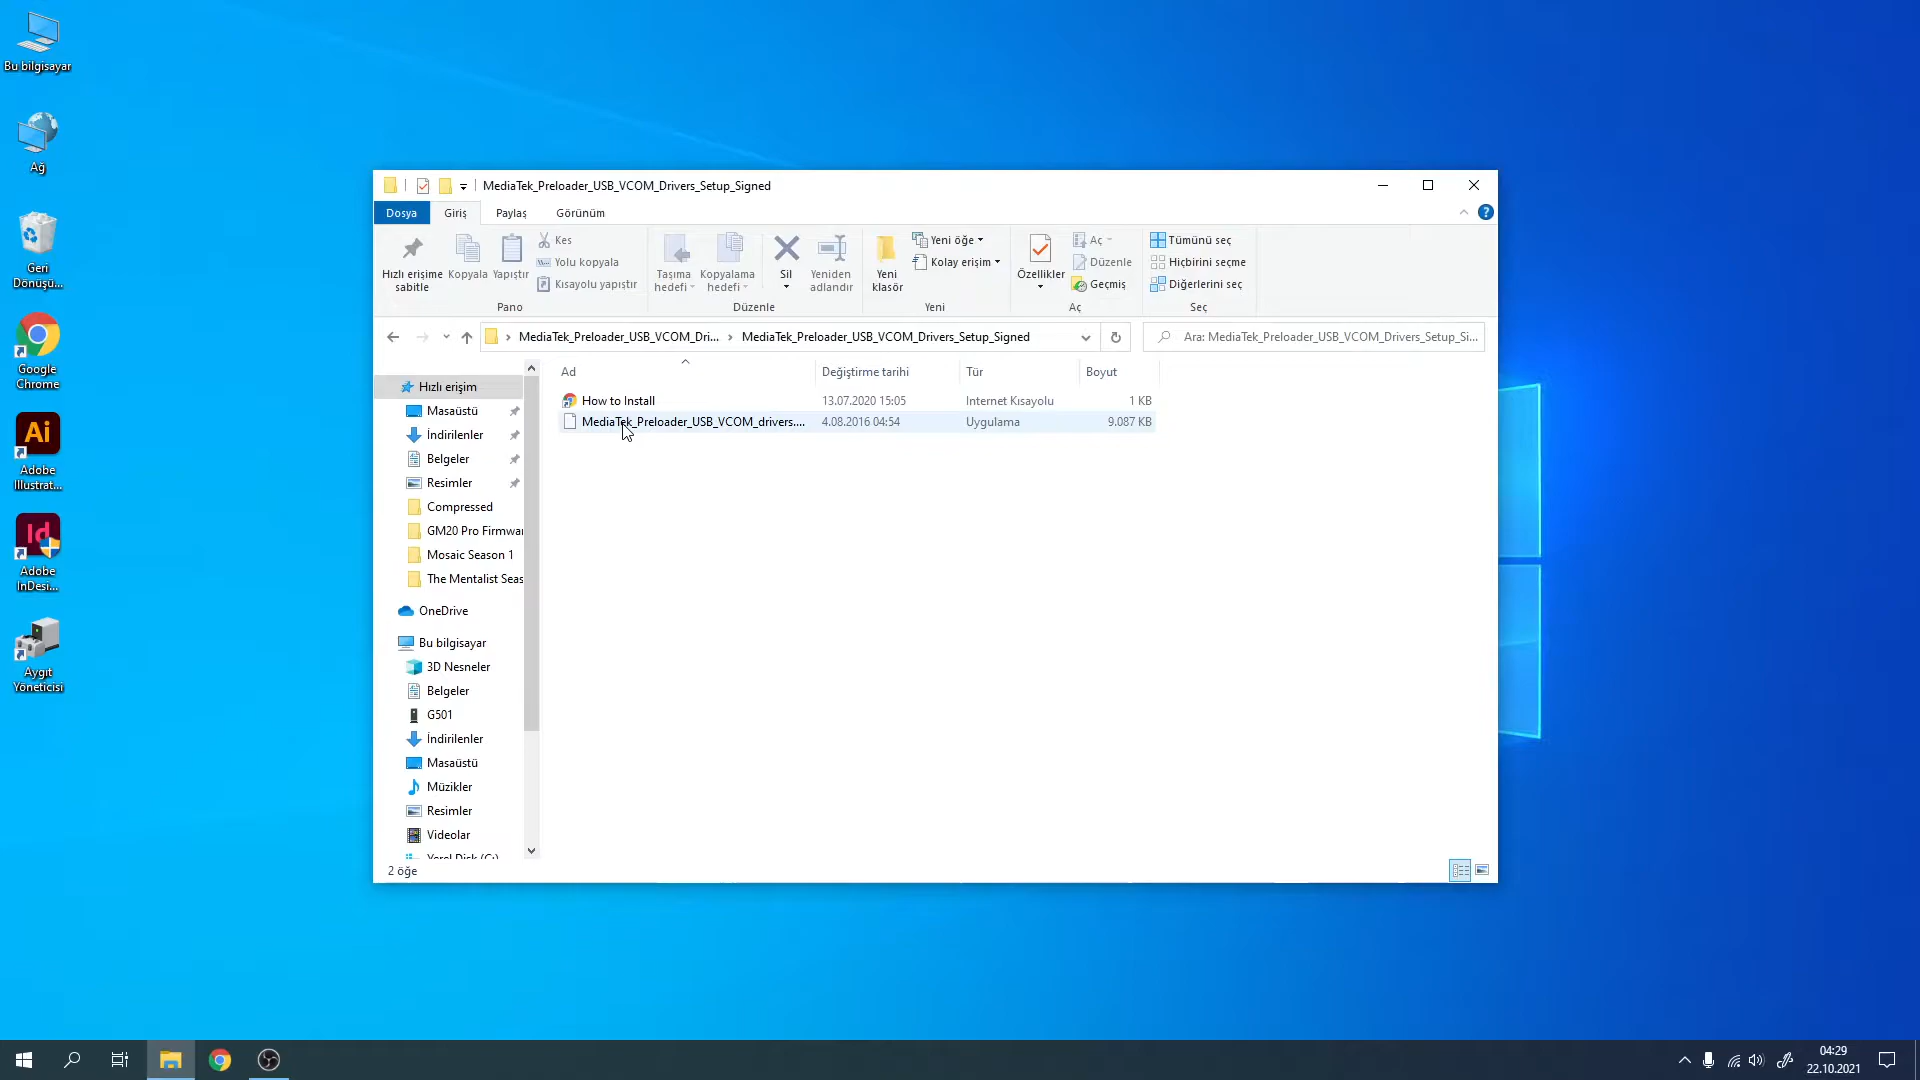 Bu bilgisayar
Ağ
Geri
Dönüşü...
Google
Chrome
Ai
Adobe
Illustrat...
Id
Adobe
InDesi...
Aygıt
Yöneticisi
MediaTek_Preloader_USB_VCOM_Drivers_Setup_Signed
Dosya Giriş Paylaş Görünüm
Hızlı erişime
sabitle
Kopyala
Yapıştır
Kes
Yolu kopyala
Kısayolu yapıştır
Pano
Taşıma
hedefi
Kopyalama
hedefi
Sil
Yeniden
adlandır
Düzenle
Yeni
klasör
Yeni öğe
Kolay erişim
Yeni
Özellikler
Aç
Düzenle
Geçmiş
Aç
Tümünü seç
Hiçbirini seçme
Diğerlerini seç
Seç
MediaTek_Preloader_USB_VCOM_Dri... › MediaTek_Preloader_USB_VCOM_Drivers_Setup_Signed
Ara: MediaTek_Preloader_USB_VCOM_Drivers_Setup_Si...
Hızlı erişim
Masaüstü
İndirilenler
Belgeler
Resimler
Compressed
GM20 Pro Firmwar
Mosaic Season 1
The Mentalist Seas
OneDrive
Bu bilgisayar
3D Nesneler
Belgeler
G501
İndirilenler
Masaüstü
Müzikler
Resimler
Videolar
Yerel Disk (C:)
Ad Değiştirme tarihi Tür Boyut
How to Install 13.07.2020 15:05 Internet Kısayolu 1 KB
MediaTek_Preloader_USB_VCOM_drivers.... 4.08.2016 04:54 Uygulama 9.087 KB
2 öğe
04:29
22.10.2021